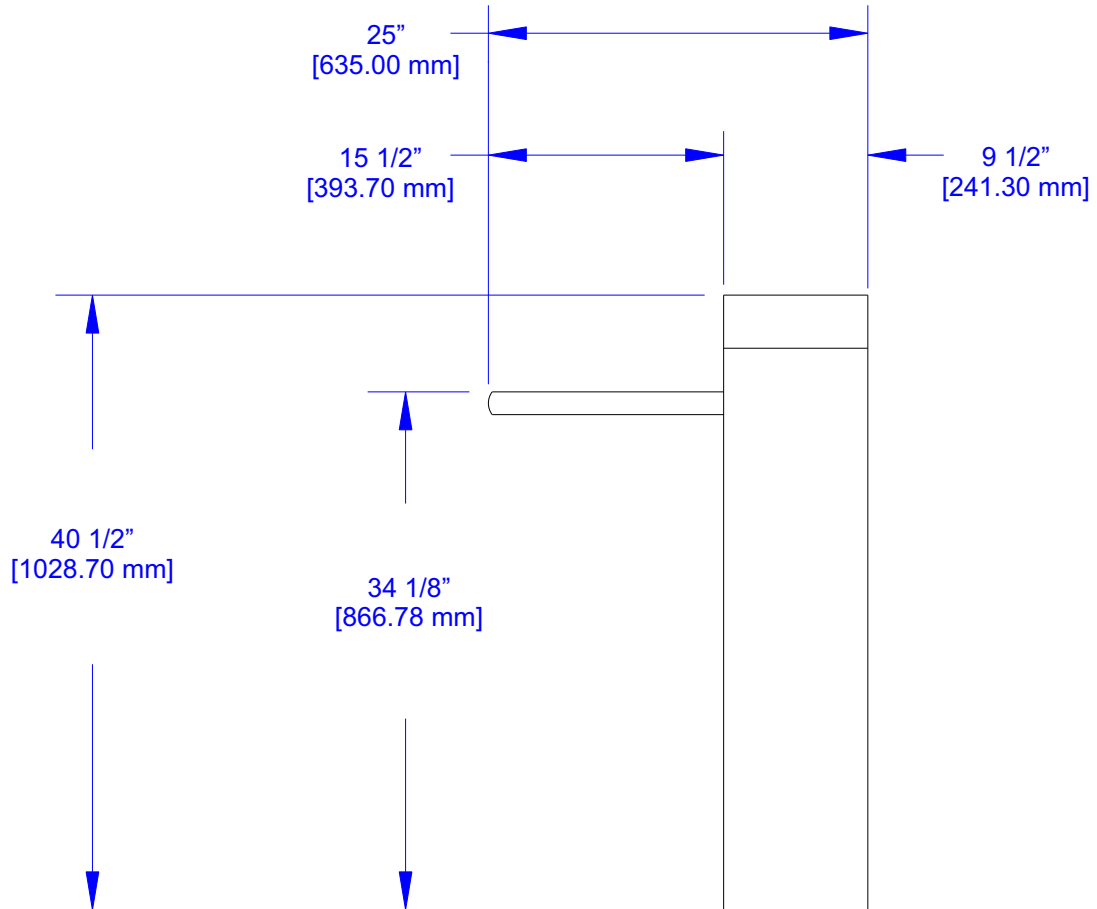 25”
[635.00 mm]
15 1/2”
[393.70 mm]
9 1/2”
[241.30 mm]
40 1/2”
[1028.70 mm]
34 1/8”
[866.78 mm]